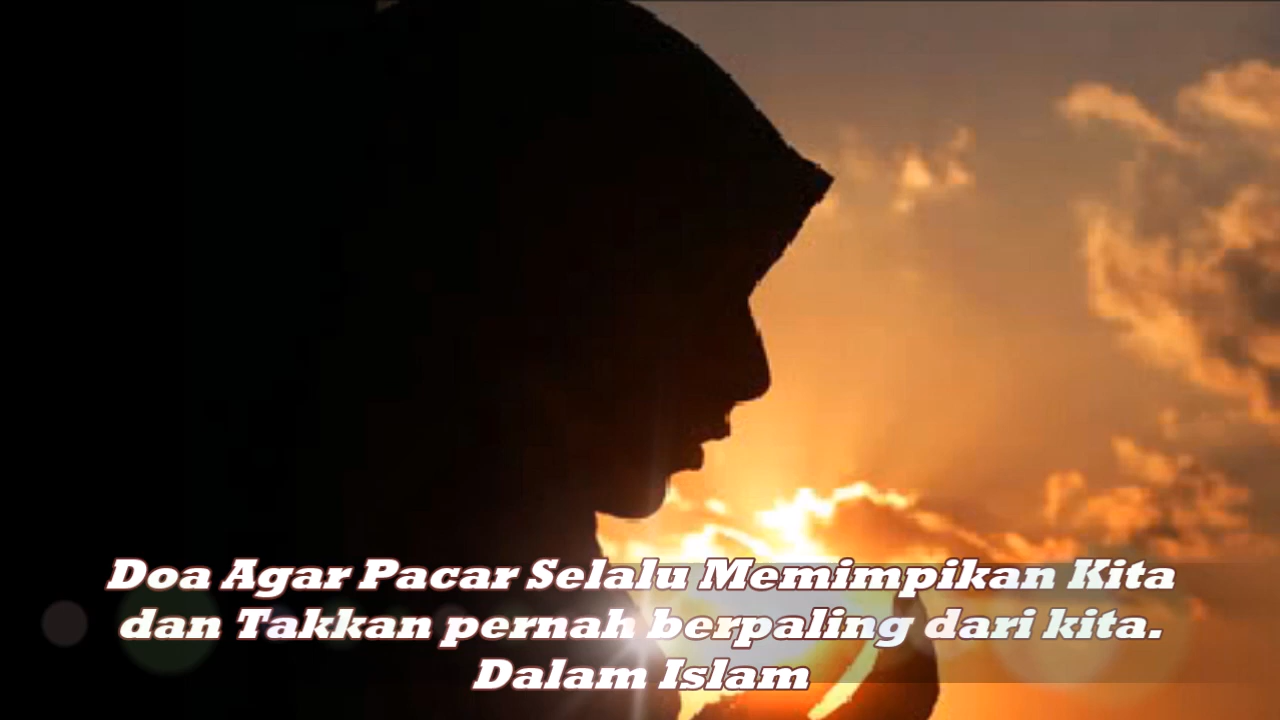 Doa Agar Pacar Selalu Memimpikan Kita
dan Takkan pernah berpaling dari kita.
Dalam Islam